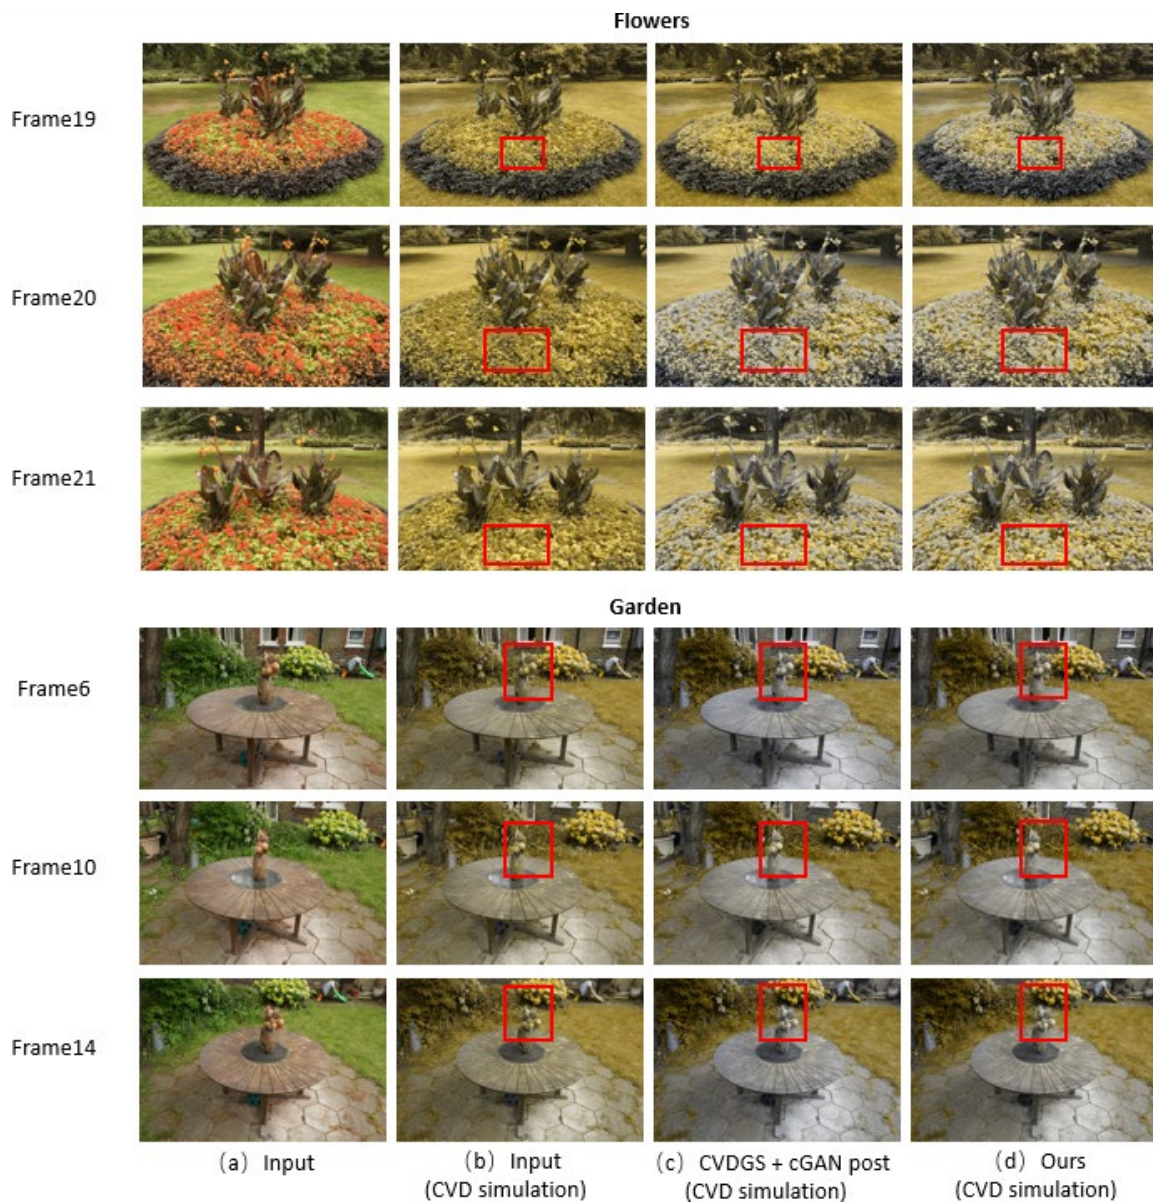 Flowers
Frame19
Frame20
Frame21
Garden
Frame6
Frame10
Frame14
(a) Input
(b) Input
(CVD simulation)
(c) CVDGS + cGAN post
(CVD simulation)
(d) Ours
(CVD simulation)